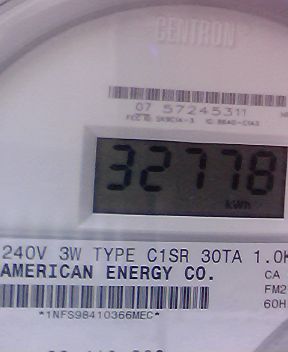 CENTRON
07 57245311
32778
kWh
240V 3W TYPE C1SR 30TA 1.0K
AMERICAN ENERGY CO.
CA
FM2
60H
*1NFS98410366MEC*